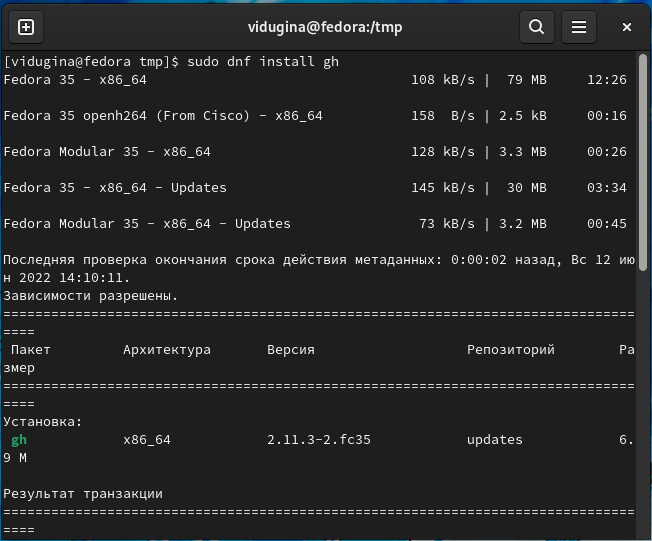 vidugina@fedora:/tmp
[vidugina@fedora tmp]$ sudo dnf install gh
Fedora 35 - x86_64                                 108 kB/s |  79 MB     12:26
Fedora 35 openh264 (From Cisco) - x86_64           158  B/s | 2.5 kB     00:16
Fedora Modular 35 - x86_64                         128 kB/s | 3.3 MB     00:26
Fedora 35 - x86_64 - Updates                       145 kB/s |  30 MB     03:34
Fedora Modular 35 - x86_64 - Updates                73 kB/s | 3.2 MB     00:45
Последняя проверка окончания срока действия метаданных: 0:00:02 назад, Вс 12 ию
н 2022 14:10:11.
Зависимости разрешены.
===============================================================================
====
 Пакет         Архитектура       Версия                   Репозиторий        Ра
змер
===============================================================================
====
Установка:
 gh            x86_64            2.11.3-2.fc35            updates            6.
9 M
Результат транзакции
===============================================================================
====